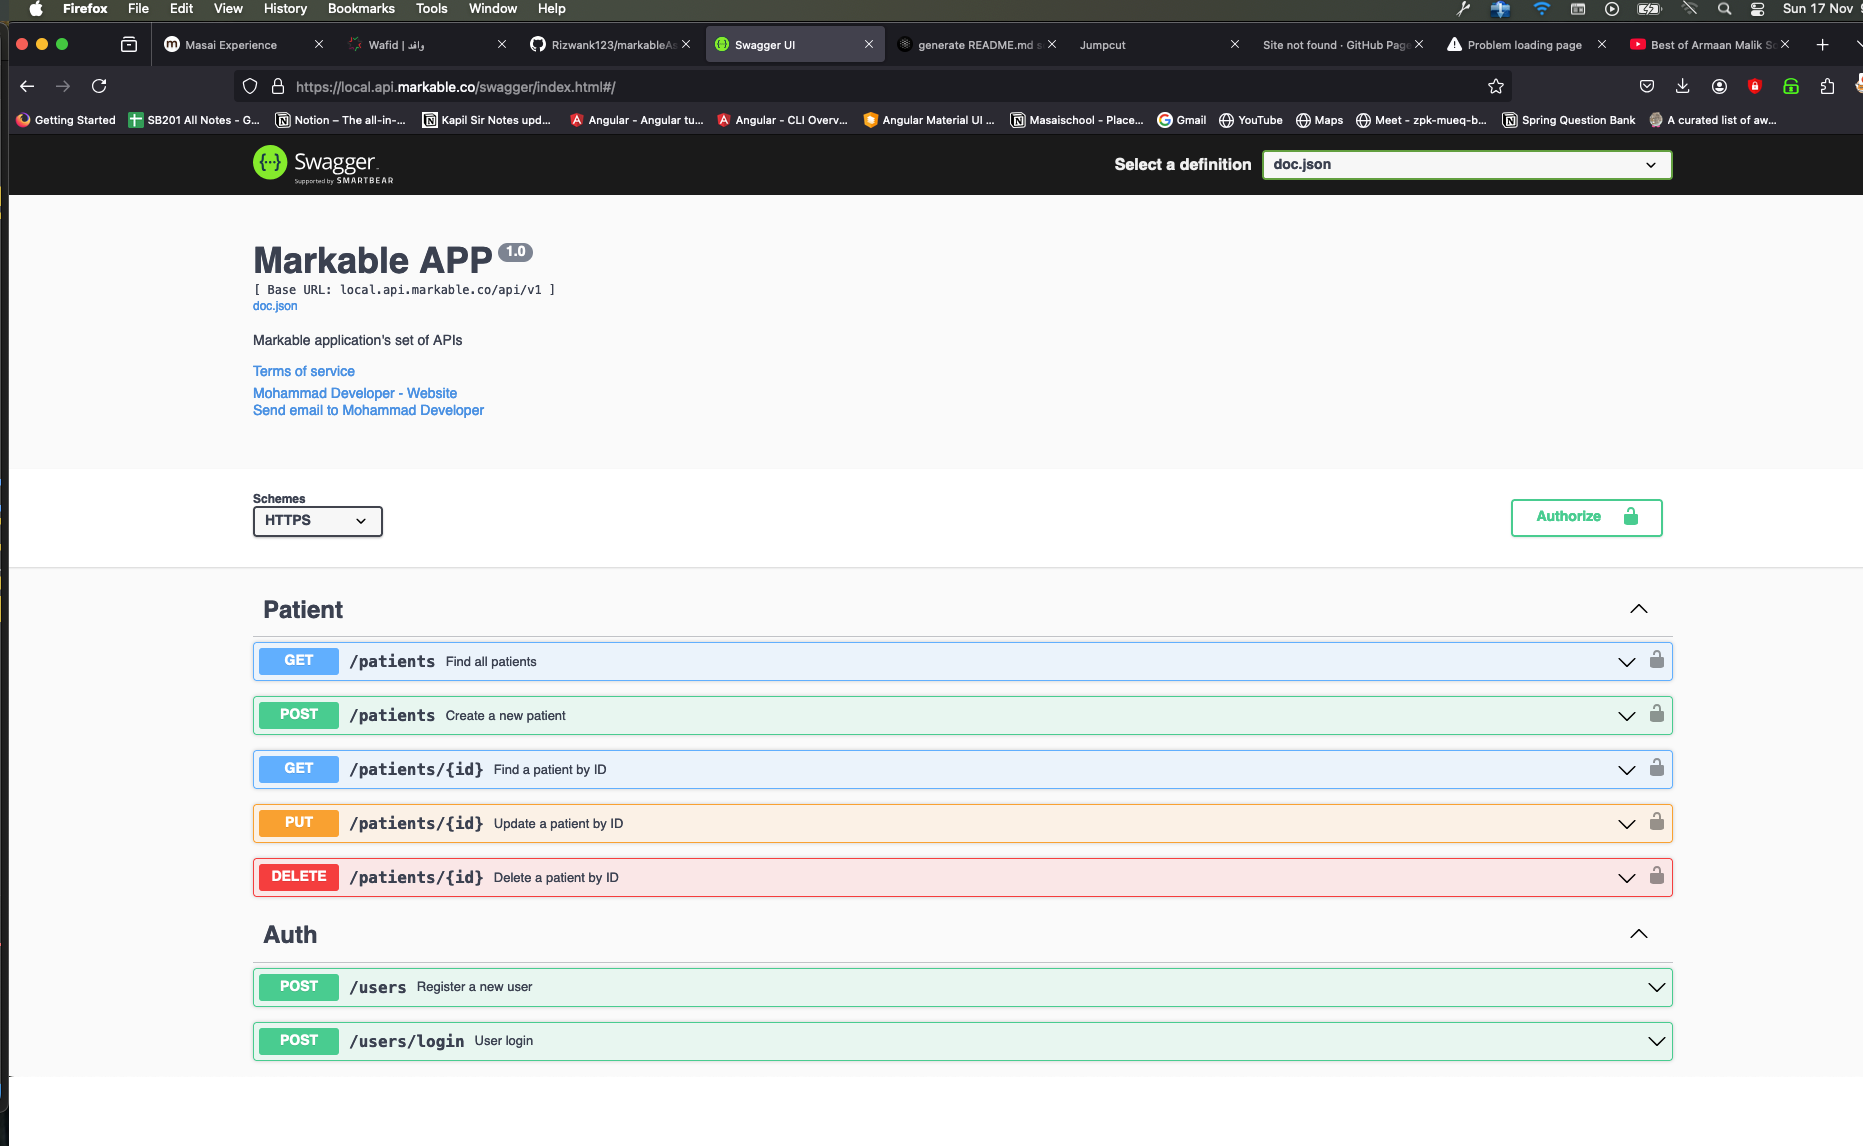 Firefox File Edit View History Bookmarks Tools Window Help Sun 17 Nov
Masai Experience
Wafid | وافد
Rizwank123/markableAs
Swagger UI
generate README.md s
Jumpcut
Site not found · GitHub Page
Problem loading page
Best of Armaan Malik So
https://local.api.markable.co/swagger/index.html#/
Getting Started
SB201 All Notes - G...
Notion – The all-in-...
Kapil Sir Notes upd...
Angular - Angular tu...
Angular - CLI Overv...
Angular Material UI ...
Masaischool - Place...
Gmail
YouTube
Maps
Meet - zpk-mueq-b...
Spring Question Bank
A curated list of aw...
Swagger
Supported by SMARTBEAR
Select a definition
doc.json
Markable APP 1.0
[ Base URL: local.api.markable.co/api/v1 ]
doc.json
Markable application's set of APIs
Terms of service
Mohammad Developer - Website
Send email to Mohammad Developer
Schemes
HTTPS
Authorize
Patient
GET /patients Find all patients
POST /patients Create a new patient
GET /patients/{id} Find a patient by ID
PUT /patients/{id} Update a patient by ID
DELETE /patients/{id} Delete a patient by ID
Auth
POST /users Register a new user
POST /users/login User login